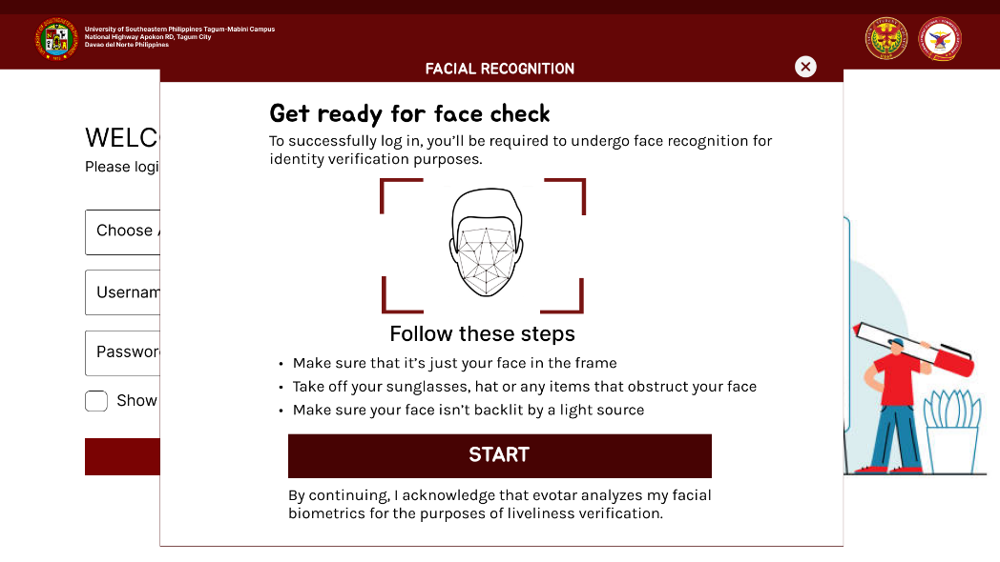 University of Southeastern Philippines Tagum-Mabini Campus
National Highway Apokon RD, Tagum City
Davao del Norte Philippines
FACIAL RECOGNITION
Get ready for face check
To successfully log in, you’ll be required to undergo face recognition for
identity verification purposes.
WELC
Please logi
Choose
Usernam
Passwor
Show
Follow these steps
• Make sure that it’s just your face in the frame
• Take off your sunglasses, hat or any items that obstruct your face
• Make sure your face isn’t backlit by a light source
START
By continuing, I acknowledge that evotar analyzes my facial
biometrics for the purposes of liveliness verification.